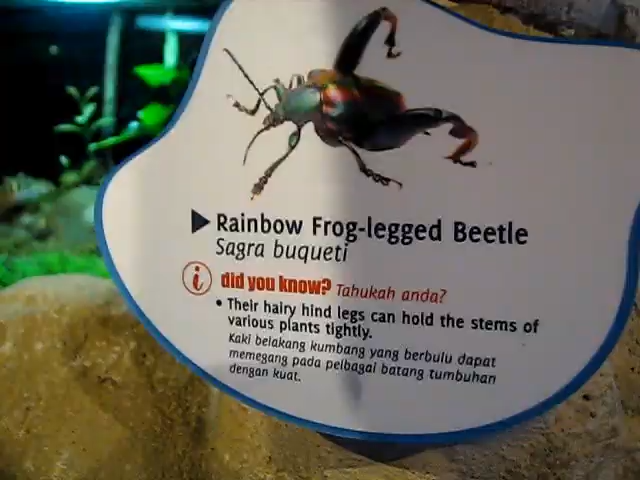 Rainbow Frog-legged Beetle
Sagra buqueti
i did you know? Tahukah anda?
• Their hairy hind legs can hold the stems of
various plants tightly.
Kaki belakang kumbang yang berbulu dapat
memegang pada pelbagai batang tumbuhan
dengan kuat.